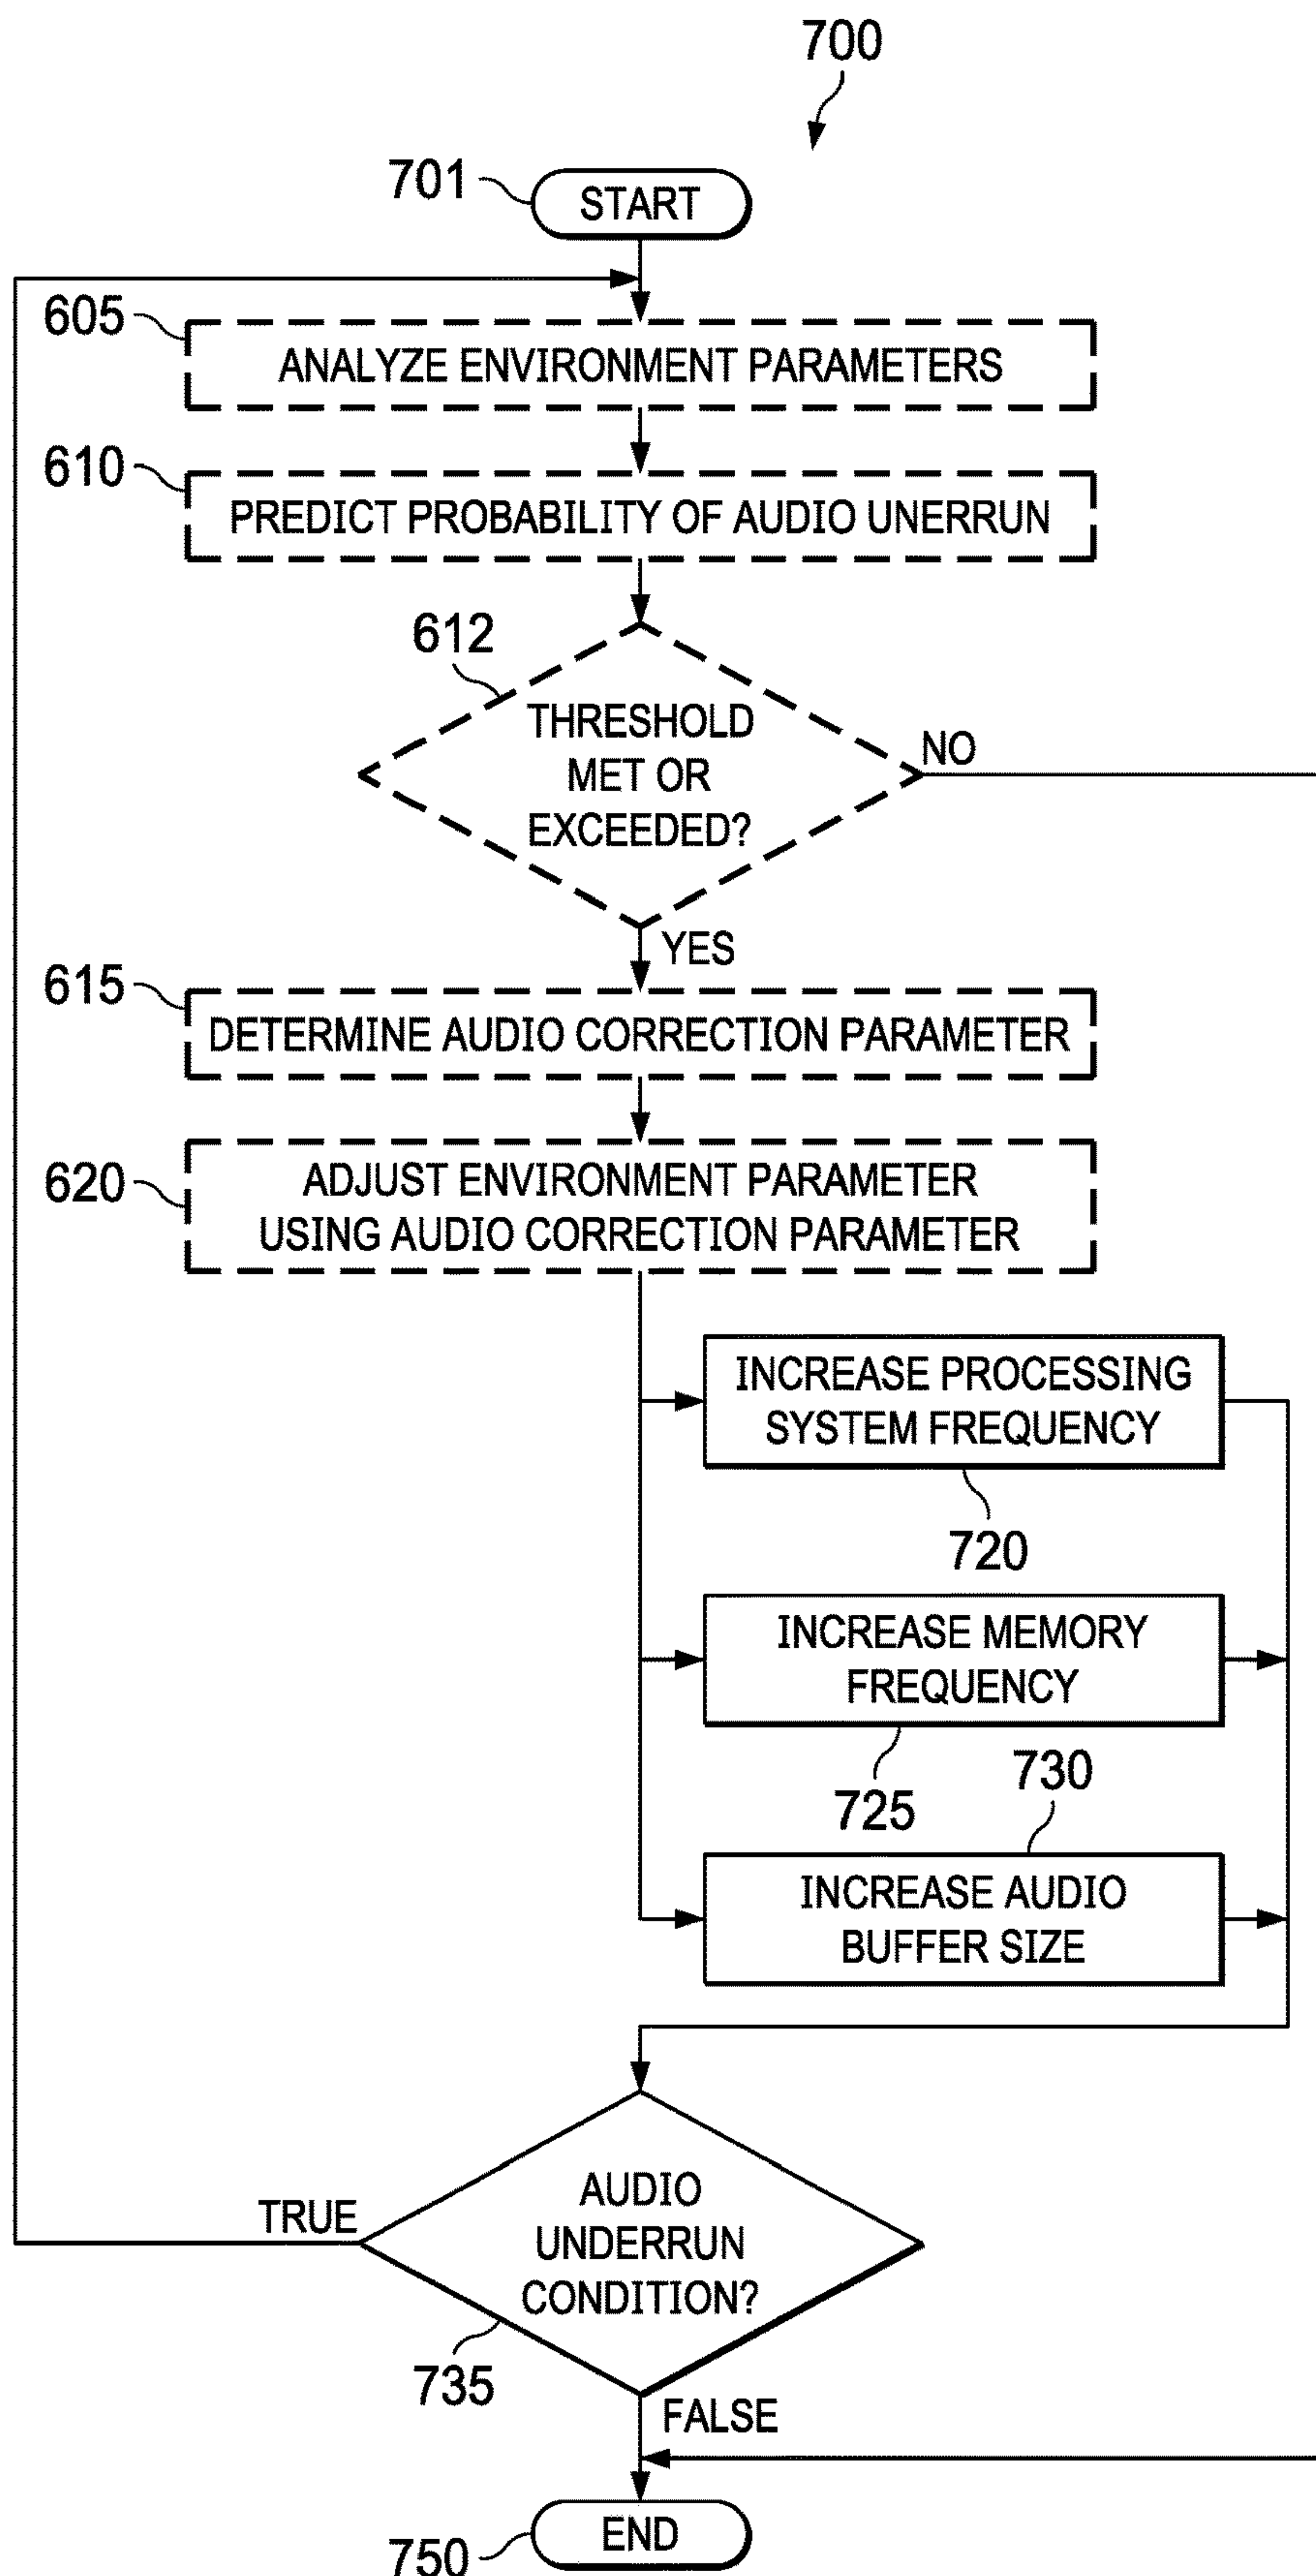 700
701
START
605
ANALYZE ENVIRONMENT PARAMETERS
610
PREDICT PROBABILITY OF AUDIO UNERRUN
612
THRESHOLD
MET OR
EXCEEDED?
NO
YES
615
DETERMINE AUDIO CORRECTION PARAMETER
620
ADJUST ENVIRONMENT PARAMETER
USING AUDIO CORRECTION PARAMETER
INCREASE PROCESSING
SYSTEM FREQUENCY
720
INCREASE MEMORY
FREQUENCY
725
730
INCREASE AUDIO
BUFFER SIZE
TRUE
AUDIO
UNDERRUN
CONDITION?
735
FALSE
END
750